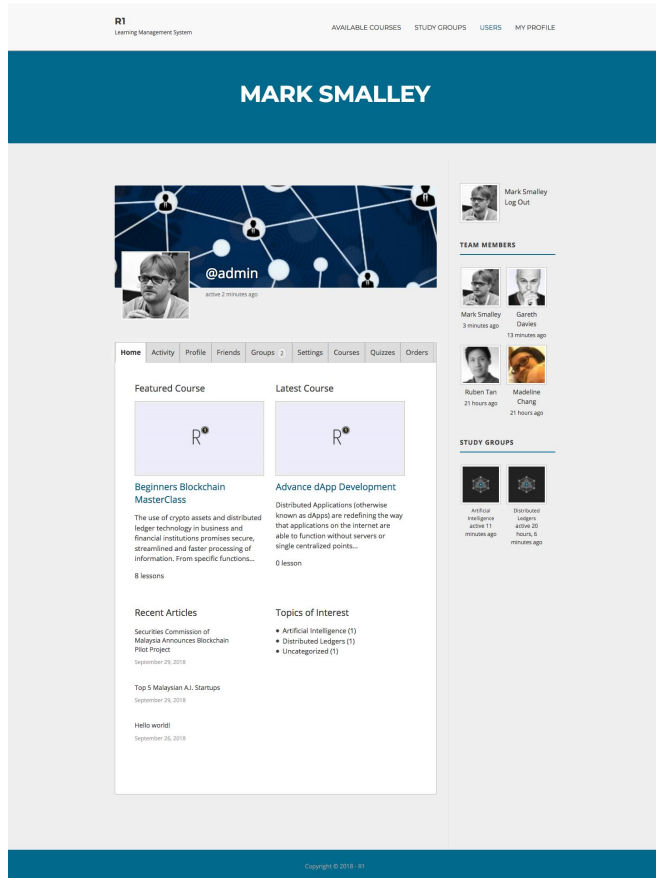 R1
Learning Management System
AVAILABLE COURSES STUDY GROUPS USERS MY PROFILE
MARK SMALLEY
@admin
active 2 minutes ago
Home Activity Profile Friends Groups 2 Settings Courses Quizzes Orders
Featured Course
R
Beginners Blockchain
MasterClass
The use of crypto assets and distributed
ledger technology in business and
financial institutions promises secure,
streamlined and faster processing of
information. From specific functions...
8 lessons
Latest Course
R
Advance dApp Development
Distributed Applications (otherwise
known as dApps) are redefining the way
that applications on the internet are
able to function without servers or
single centralized points...
0 lesson
Recent Articles
Securities Commission of
Malaysia Announces Blockchain
Pilot Project
September 29, 2018
Top 5 Malaysian A.I. Startups
September 29, 2018
Hello world!
September 26, 2018
Topics of Interest
• Artificial Intelligence (1)
• Distributed Ledgers (1)
• Uncategorized (1)
Mark Smalley
Log Out
TEAM MEMBERS
Mark Smalley
3 minutes ago
Gareth
Davies
13 minutes ago
Ruben Tan
21 hours ago
Madeline
Chang
21 hours ago
STUDY GROUPS
Artificial
Intelligence
active 11
minutes ago
Distributed
Ledgers
active 20
hours, 6
minutes ago
Copyright © 2018 - R1